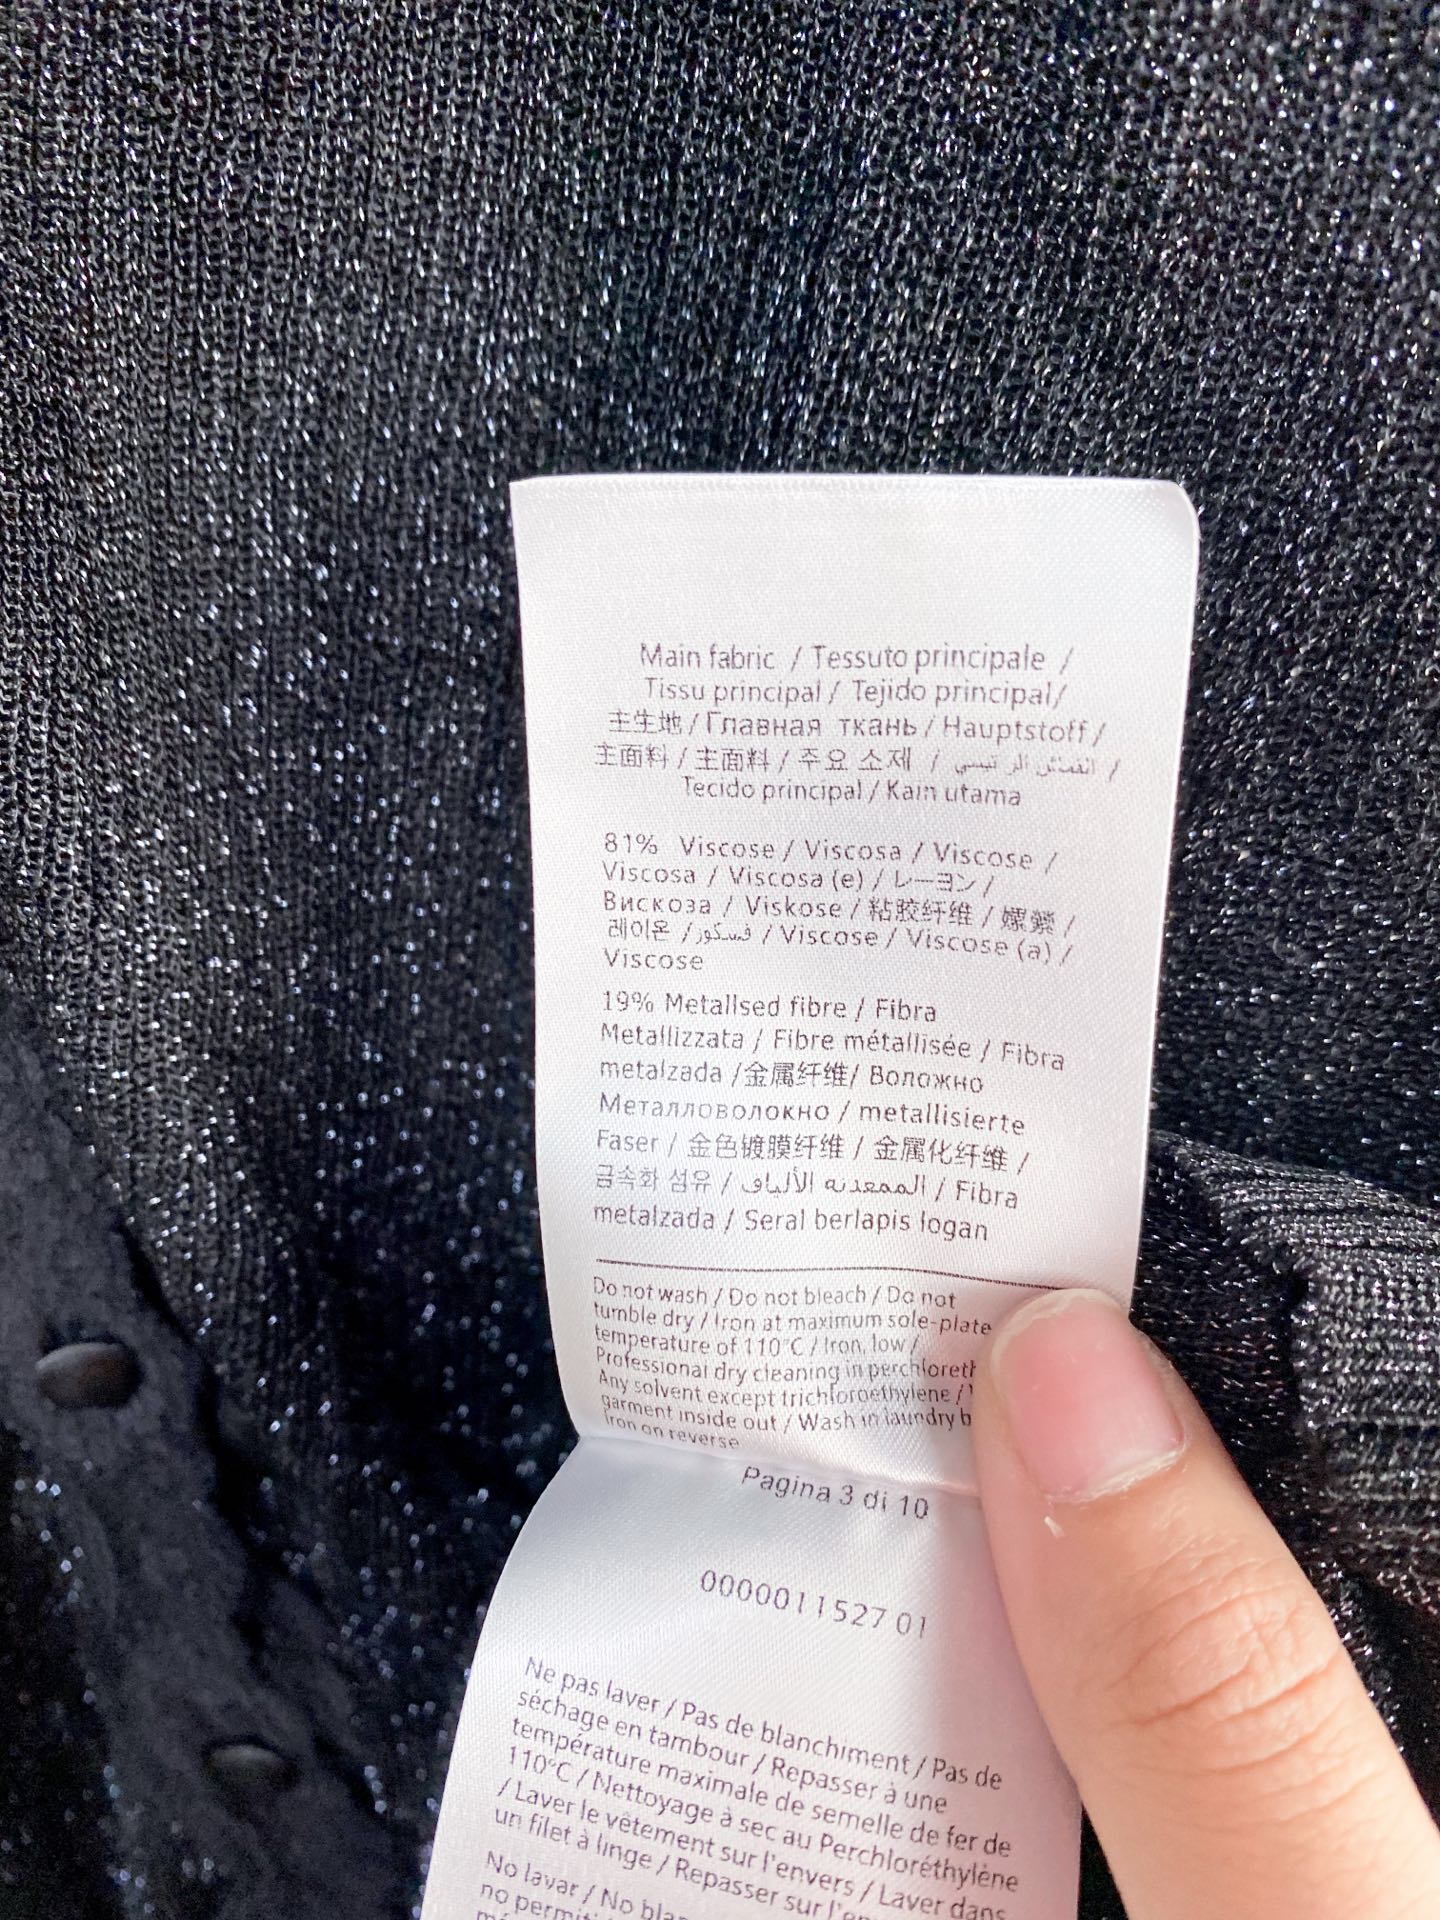 Main fabric / Tessuto principale /
Tissu principal / Tejido principal/
主生地 / Главная ткань / Hauptstoff /
主面料 / 主面料 / 주요 소재 / /
Tecido principal / Kain utama
81% Viscose / Viscosa / Viscose /
Viscosa / Viscosa (e) / レーヨン /
Вискоза / Viskose / 粘胶纤维 / 嫘縈 /
레이온 / فسكوز / Viscose / Viscose (a) /
Viscose
19% Metallsed fibre / Fibra
Metallizzata / Fibre métallisée / Fibra
metalzada /金属纤维/ Воложно
Металловолокно / metallisierte
Faser / 金色镀膜纤维 / 金属化纤维 /
금속화 섬유 / الممعدنه الألياف / Fibra
metalzada / Seral berlapis logan
Do not wash / Do not bleach / Do not
tumble dry / Iron at maximum sole-plate
temperature of 110°C / Iron, low /
Professional dry cleaning in perchloreth
Any solvent except trichloroethylene /
garment inside out / Wash in laundry b
Iron on reverse
Pagina 3 di 10
0000011527 01
Ne pas laver / Pas de blanchiment / Pas de
séchage en tambour / Repasser à une
température maximale de semelle de fer de
110°C / Nettoyage à sec au Perchloréthylène
/ Laver le vêtement sur l'envers / Laver dans
un filet à linge / Repasser sur l'en
No lavar / No bla
no permiti